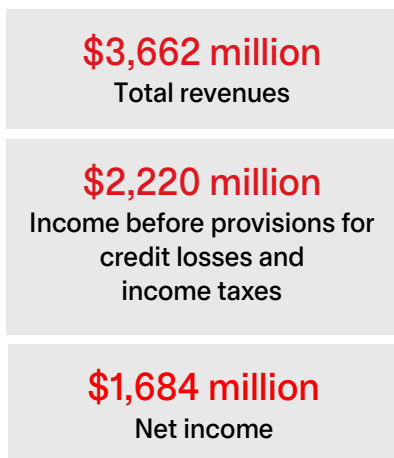 $3,662 million
Total revenues
$2,220 million
Income before provisions for
credit losses and
income taxes
$1,684 million
Net income